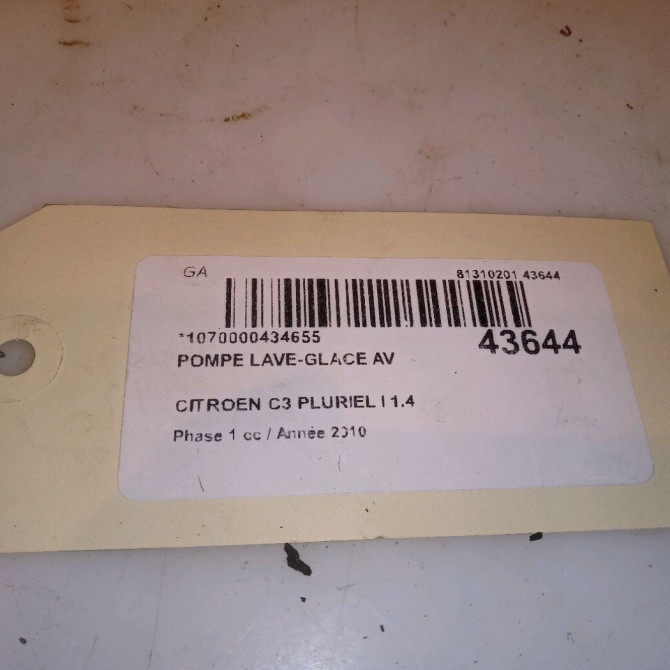 GA
81310201 43644
*1070000434655
43644
POMPE LAVE-GLACE AV
CITROEN C3 PLURIEL I 1.4
Phase 1 cc / Année 2010